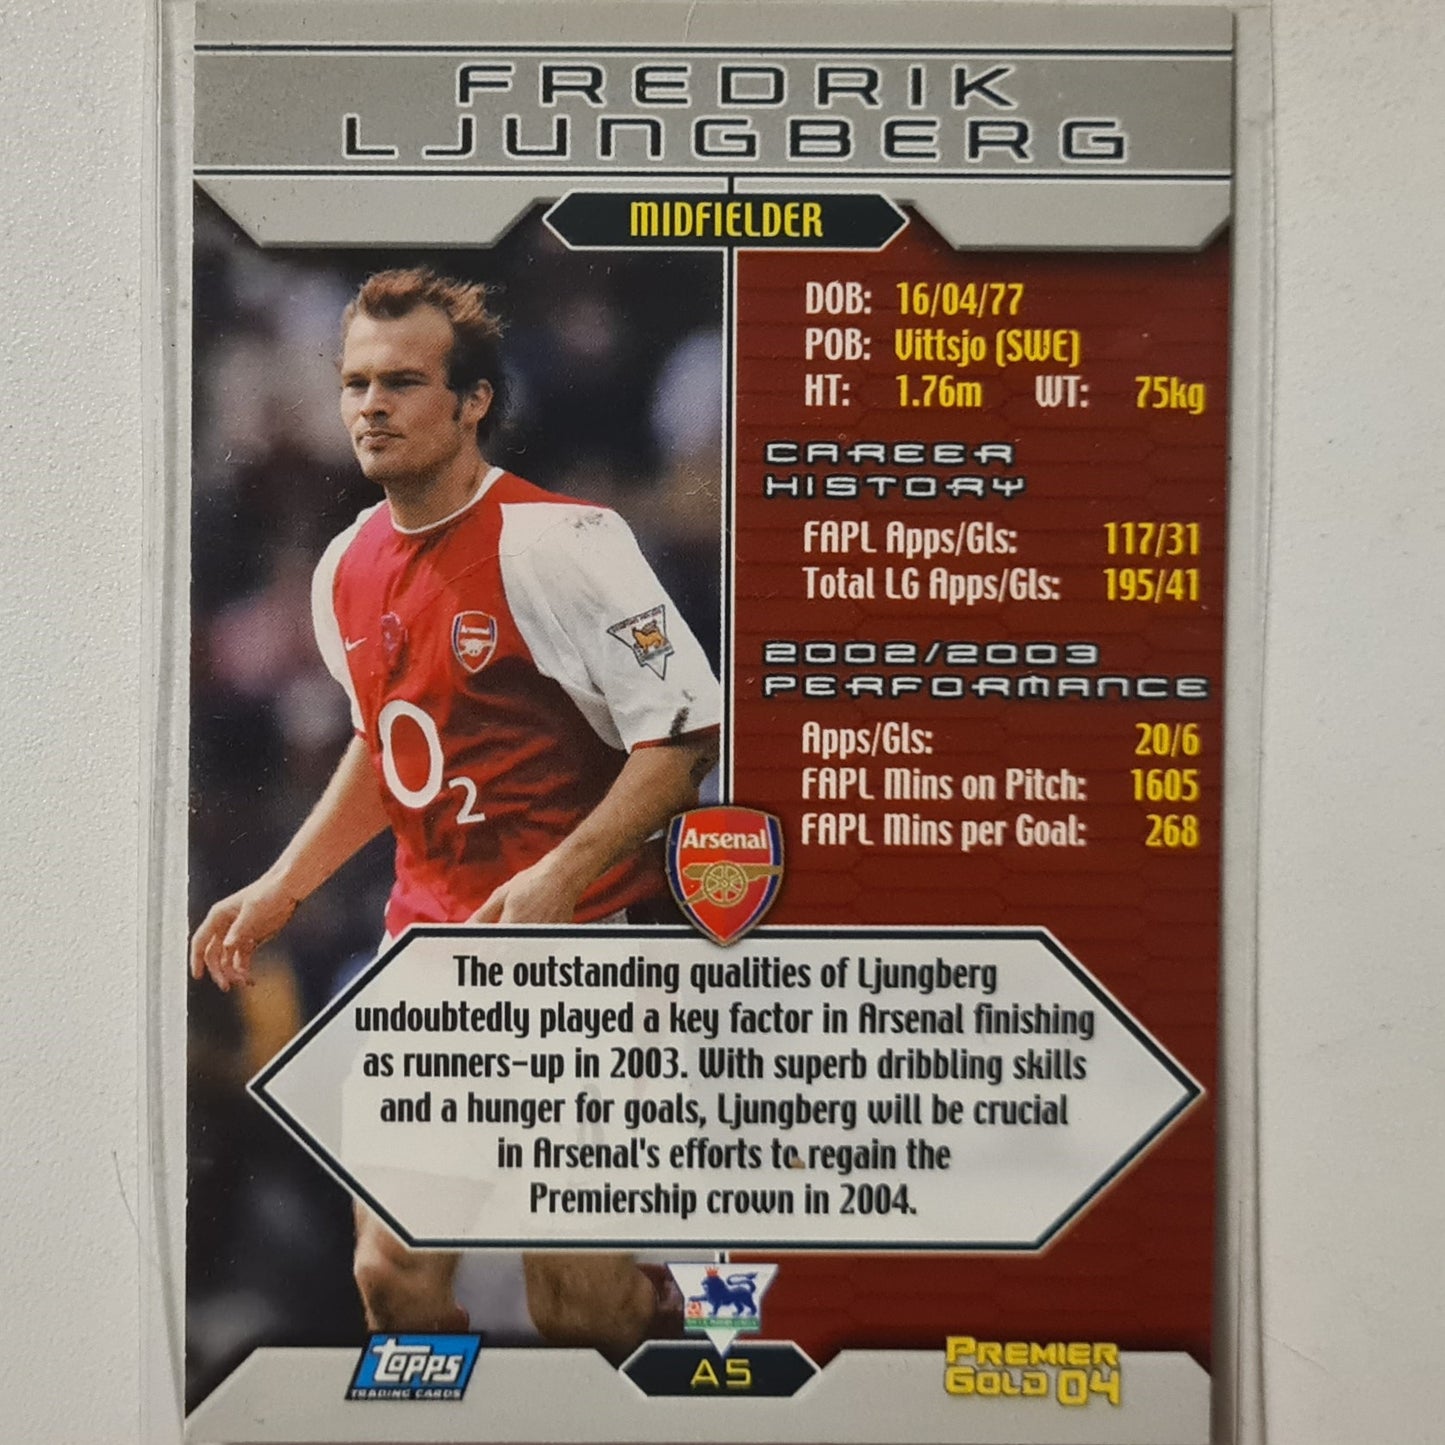 FREDRIK
LJUNGBERG
MIDFIELDER
DOB: 16/04/77
POB: Vittsjo (SWE)
HT: 1.76m WT: 75kg
CAREER
HISTORY
FAPL Apps/Gls: 117/31
Total LG Apps/Gls: 195/41
2002/2003
PERFORMANCE
Apps/Gls: 20/6
FAPL Mins on Pitch: 1605
FAPL Mins per Goal: 268
Arsenal
O2
Arsenal
The outstanding qualities of Ljungberg
undoubtedly played a key factor in Arsenal finishing
as runners-up in 2003. With superb dribbling skills
and a hunger for goals, Ljungberg will be crucial
in Arsenal's efforts to regain the
Premiership crown in 2004.
Topps
TRADING CARDS
A5
PREMIER
GOLD 04